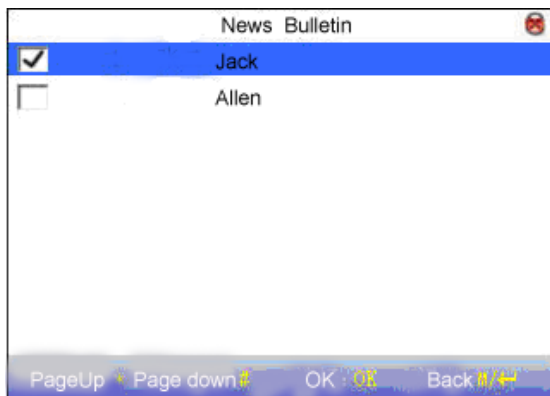 News Bulletin
Jack
Allen
PageUp * Page down # OK : OK Back M/↵